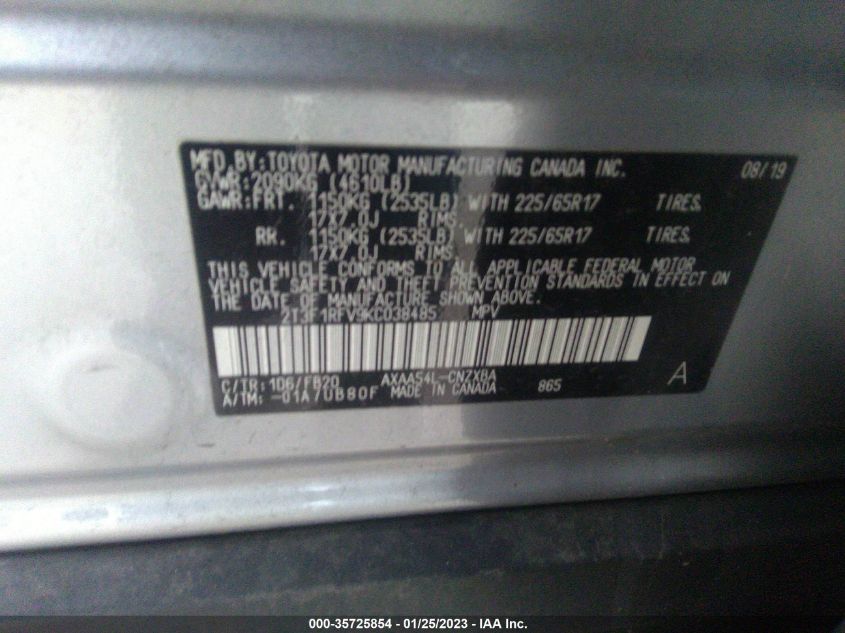 MFD.BY:TOYOTA MOTOR MANUFACTURING CANADA INC. 08/19
GVWR:2090KG (4610LB)
GAWR:FRT. 1150KG (2535LB) WITH 225/65R17 TIRES.
17X7.0J RIMS.
RR. 1150KG (2535LB) WITH 225/65R17 TIRES.
17X7.0J RIMS.
THIS VEHICLE CONFORMS TO ALL APPLICABLE FEDERAL MOTOR
VEHICLE SAFETY AND THEFT PREVENTION STANDARDS IN EFFECT ON
THE DATE OF MANUFACTURE SHOWN ABOVE.
2T3F1RFV9KC038485 MPV
C/TR:1D6/FB20 AXAA54L-CNZXBA 865 A
A/TM:-01A/UB80F MADE IN CANADA
000-35725854 - 01/25/2023 - IAA Inc.